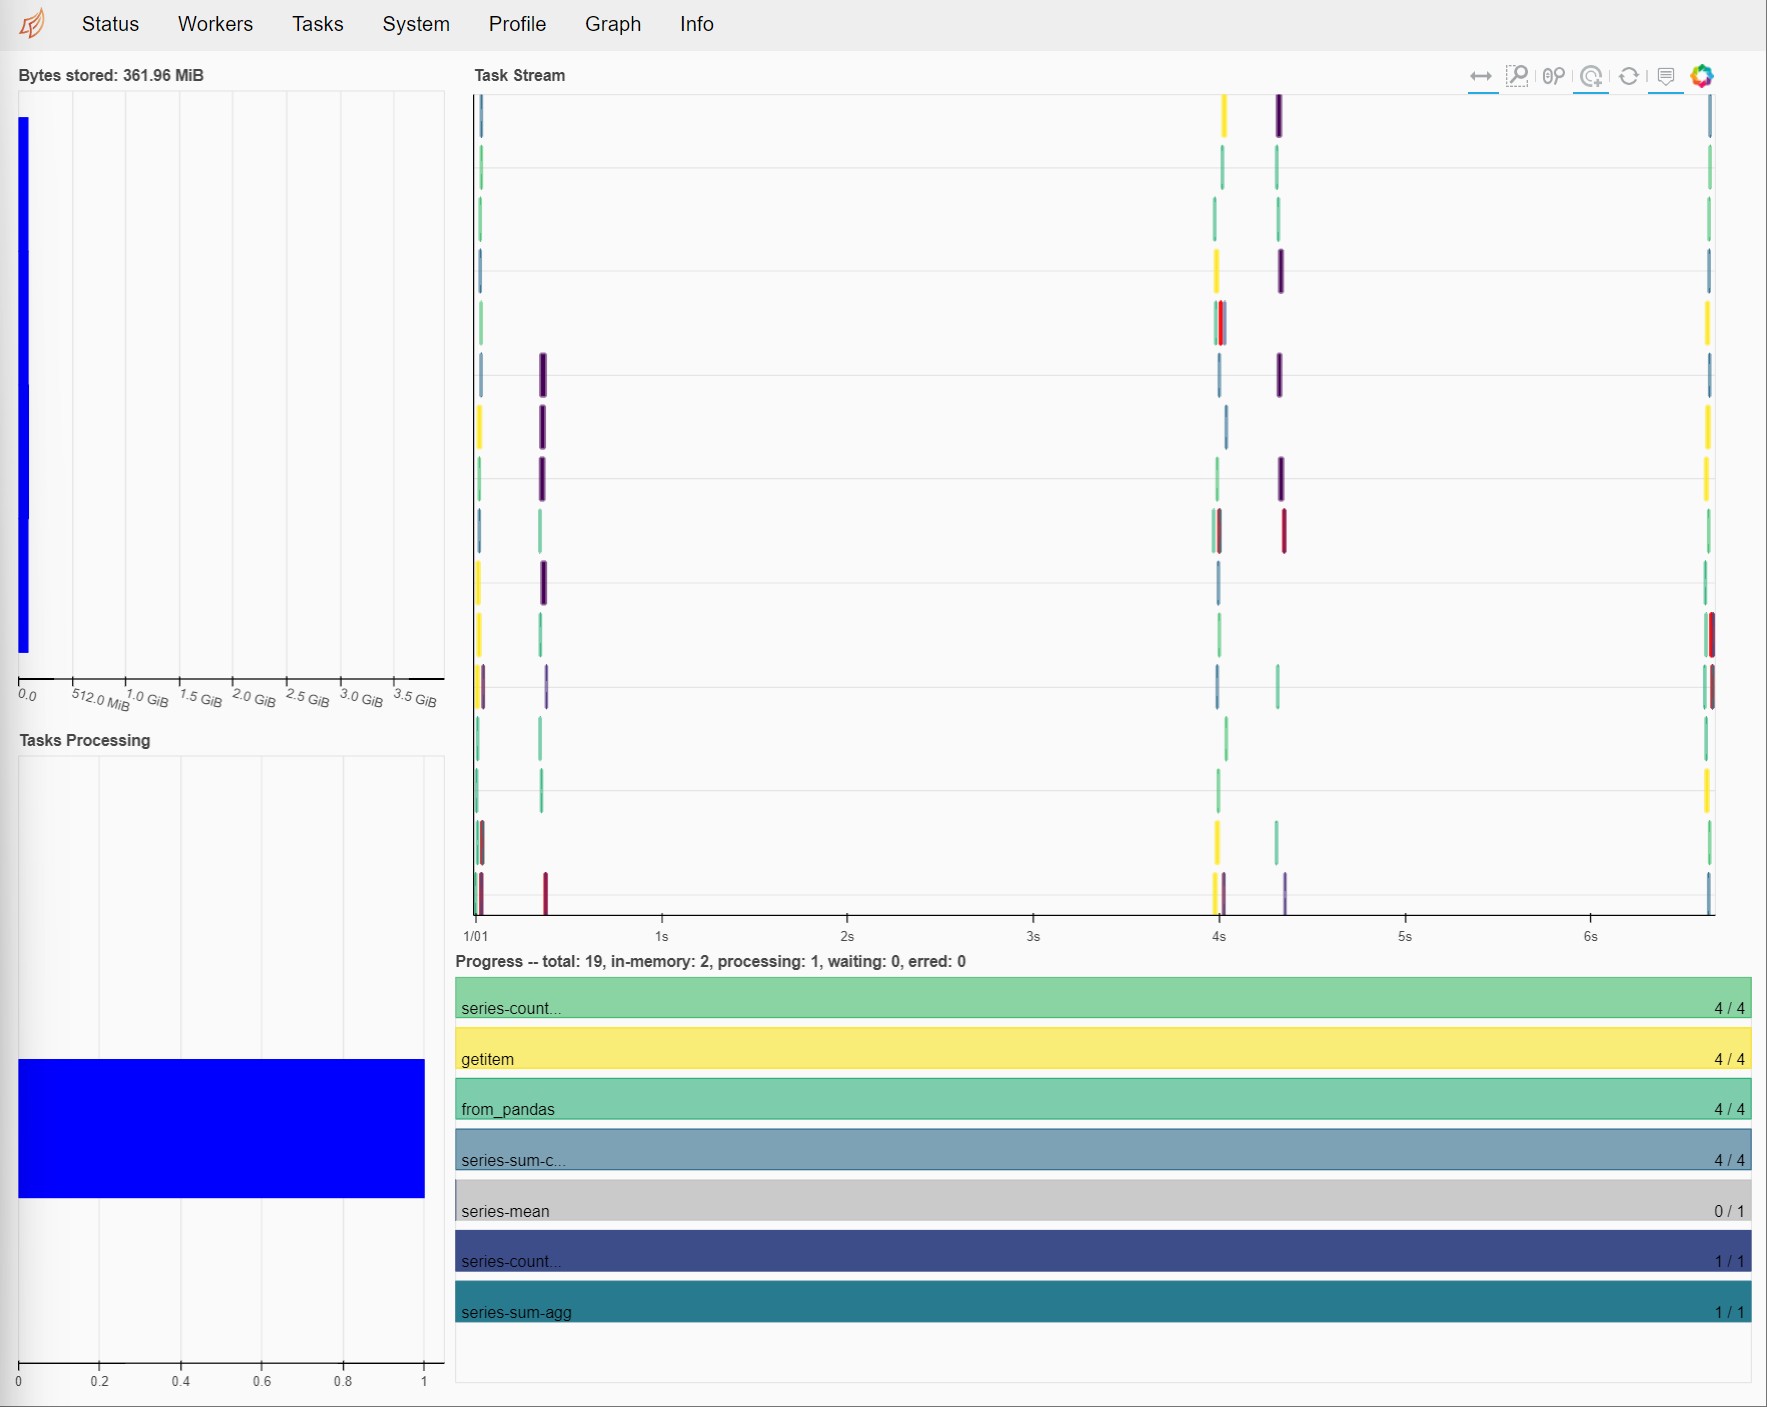 Status Workers Tasks System Profile Graph Info
Bytes stored: 361.96 MiB
0.0 512.0 MiB 1.0 GiB 1.5 GiB 2.0 GiB 2.5 GiB 3.0 GiB 3.5 GiB
Tasks Processing
0 0.2 0.4 0.6 0.8 1
Task Stream
1/01 1s 2s 3s 4s 5s 6s
Progress -- total: 19, in-memory: 2, processing: 1, waiting: 0, erred: 0
series-count... 4 / 4
getitem 4 / 4
from_pandas 4 / 4
series-sum-c... 4 / 4
series-mean 0 / 1
series-count... 1 / 1
series-sum-agg 1 / 1